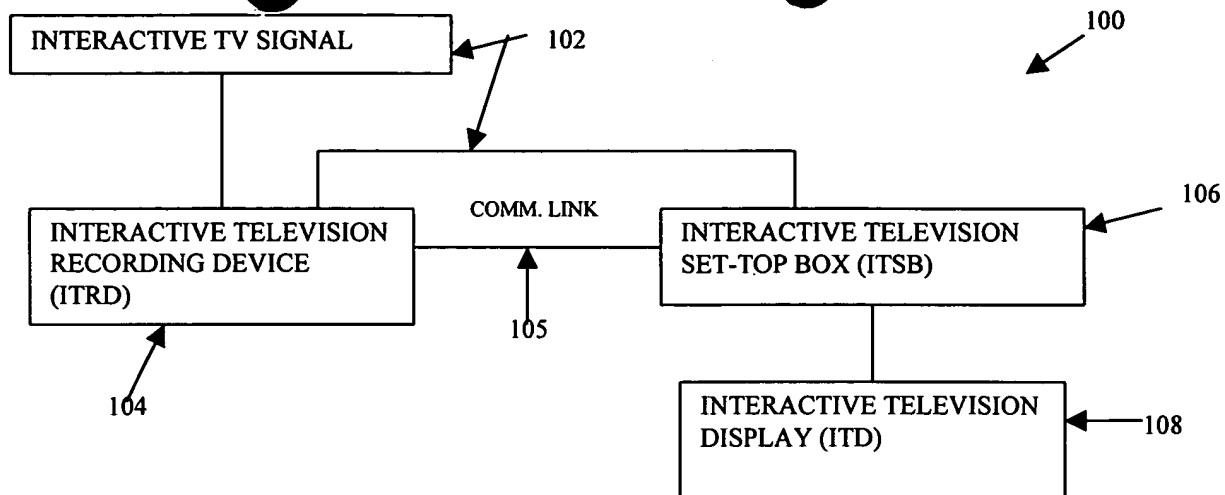 INTERACTIVE TV SIGNAL
102
100
COMM. LINK
106
INTERACTIVE TELEVISION
RECORDING DEVICE
(ITRD)
INTERACTIVE TELEVISION
SET-TOP BOX (ITSB)
105
104
INTERACTIVE TELEVISION
DISPLAY (ITD)
108